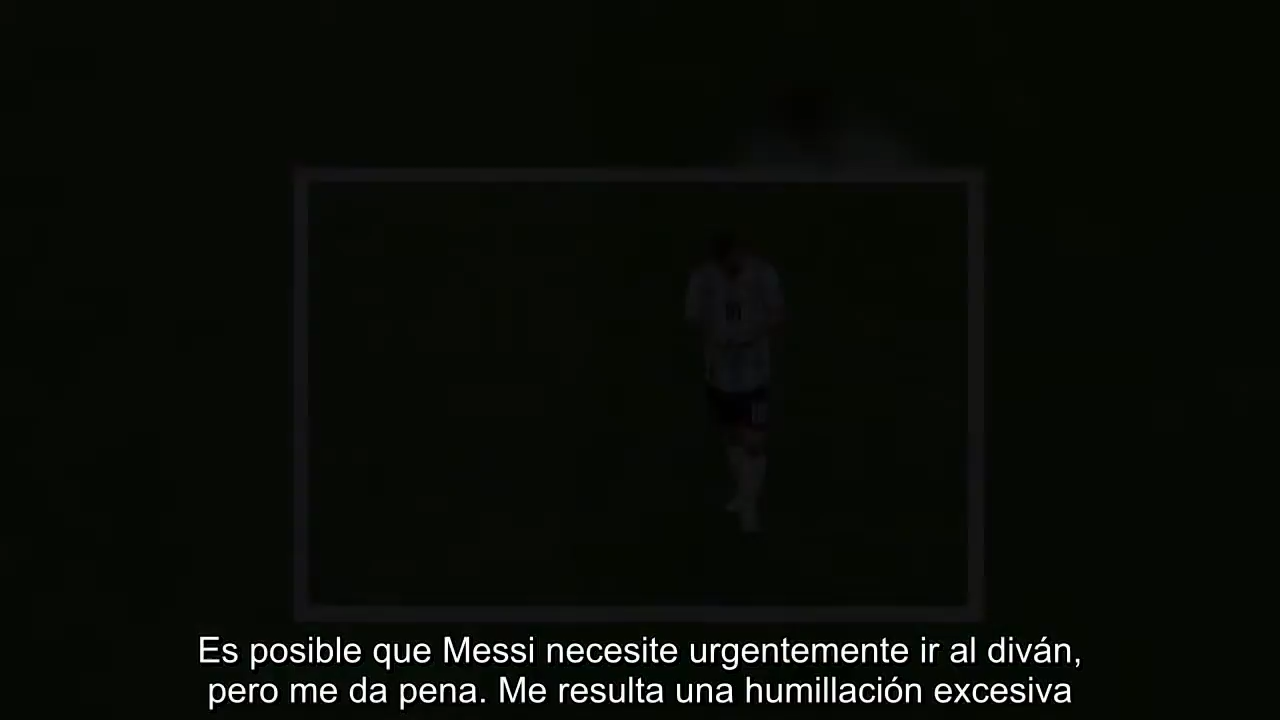 Es posible que Messi necesite urgentemente ir al diván,
pero me da pena. Me resulta una humillación excesiva